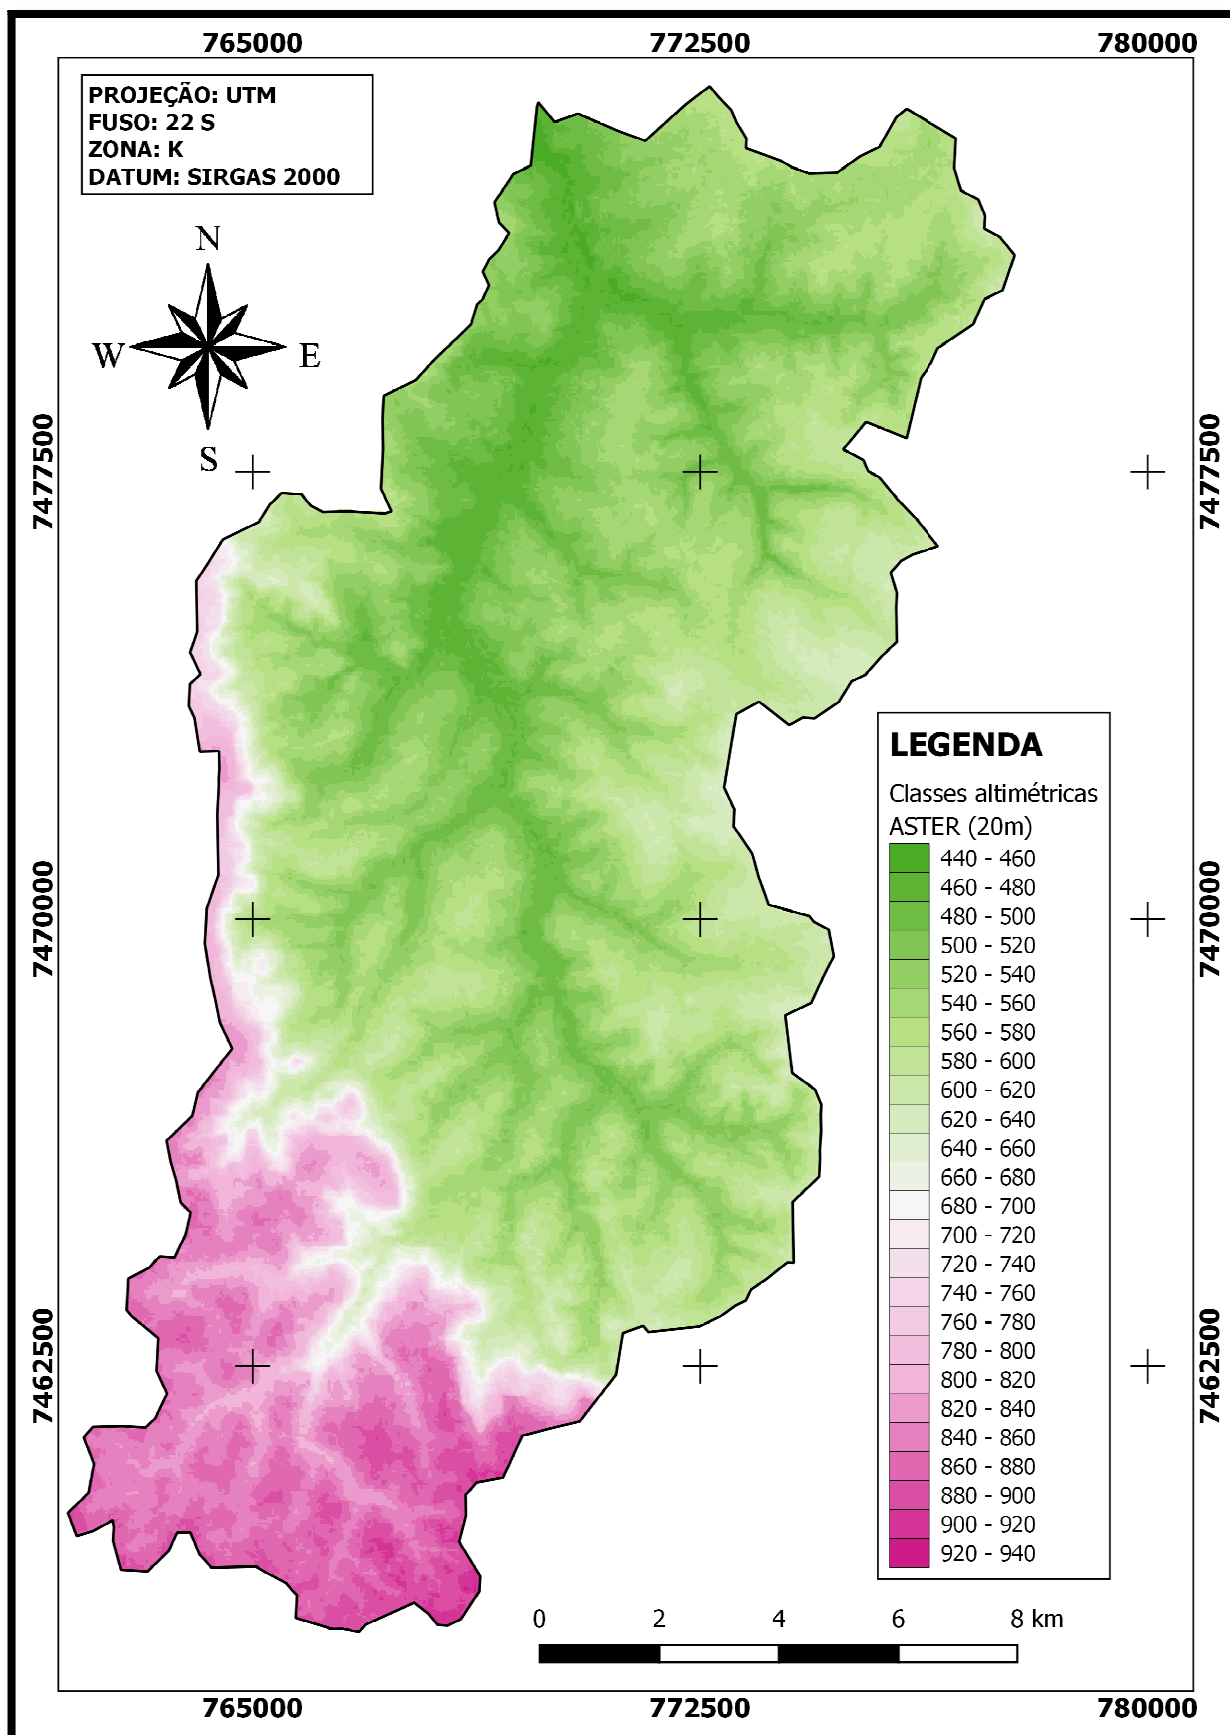 765000
772500
780000
PROJEÇÃO: UTM
FUSO: 22 S
ZONA: K
DATUM: SIRGAS 2000
N
W
E
S
7477500
7477500
7470000
7470000
7462500
7462500
LEGENDA
Classes altimétricas
ASTER (20m)
440 - 460
460 - 480
480 - 500
500 - 520
520 - 540
540 - 560
560 - 580
580 - 600
600 - 620
620 - 640
640 - 660
660 - 680
680 - 700
700 - 720
720 - 740
740 - 760
760 - 780
780 - 800
800 - 820
820 - 840
840 - 860
860 - 880
880 - 900
900 - 920
920 - 940
0 2 4 6 8 km
765000
772500
780000